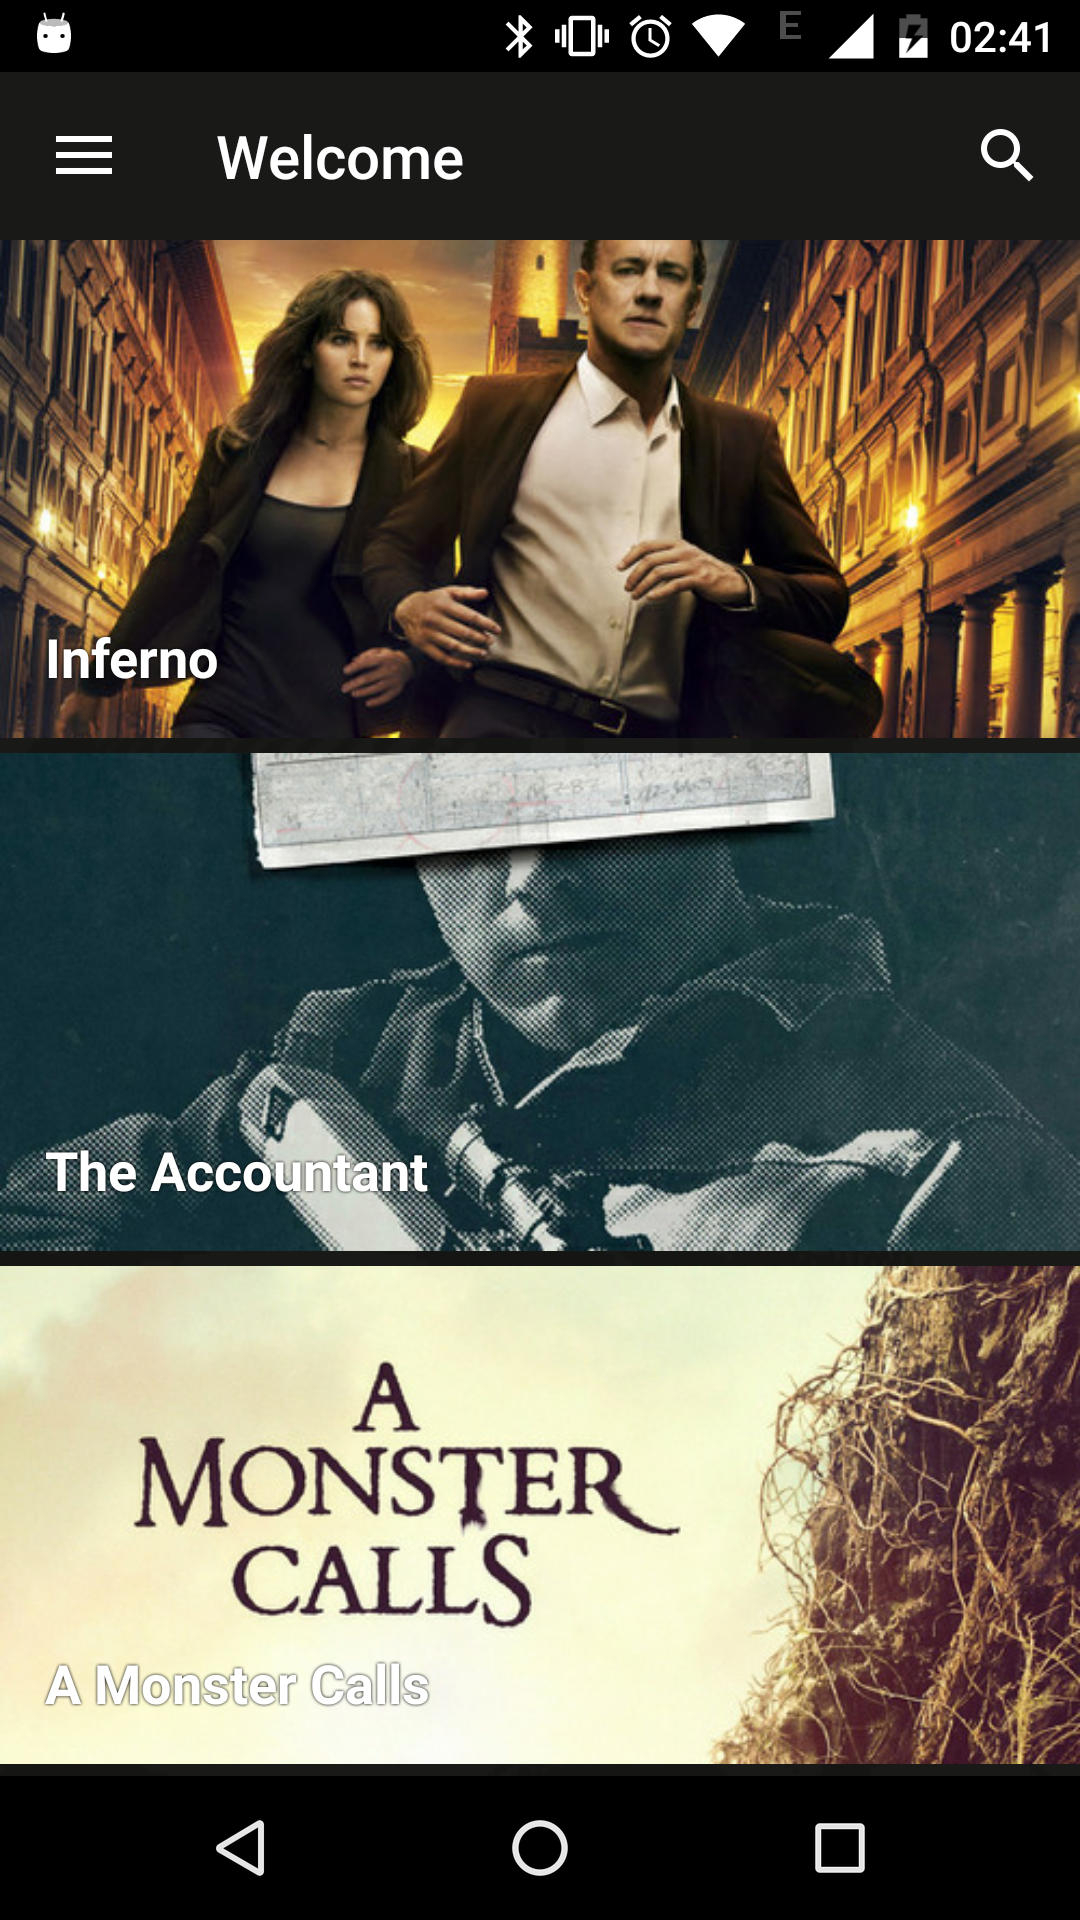 E 02:41
Welcome
Inferno
The Accountant
A
MONSTER
CALLS
A Monster Calls